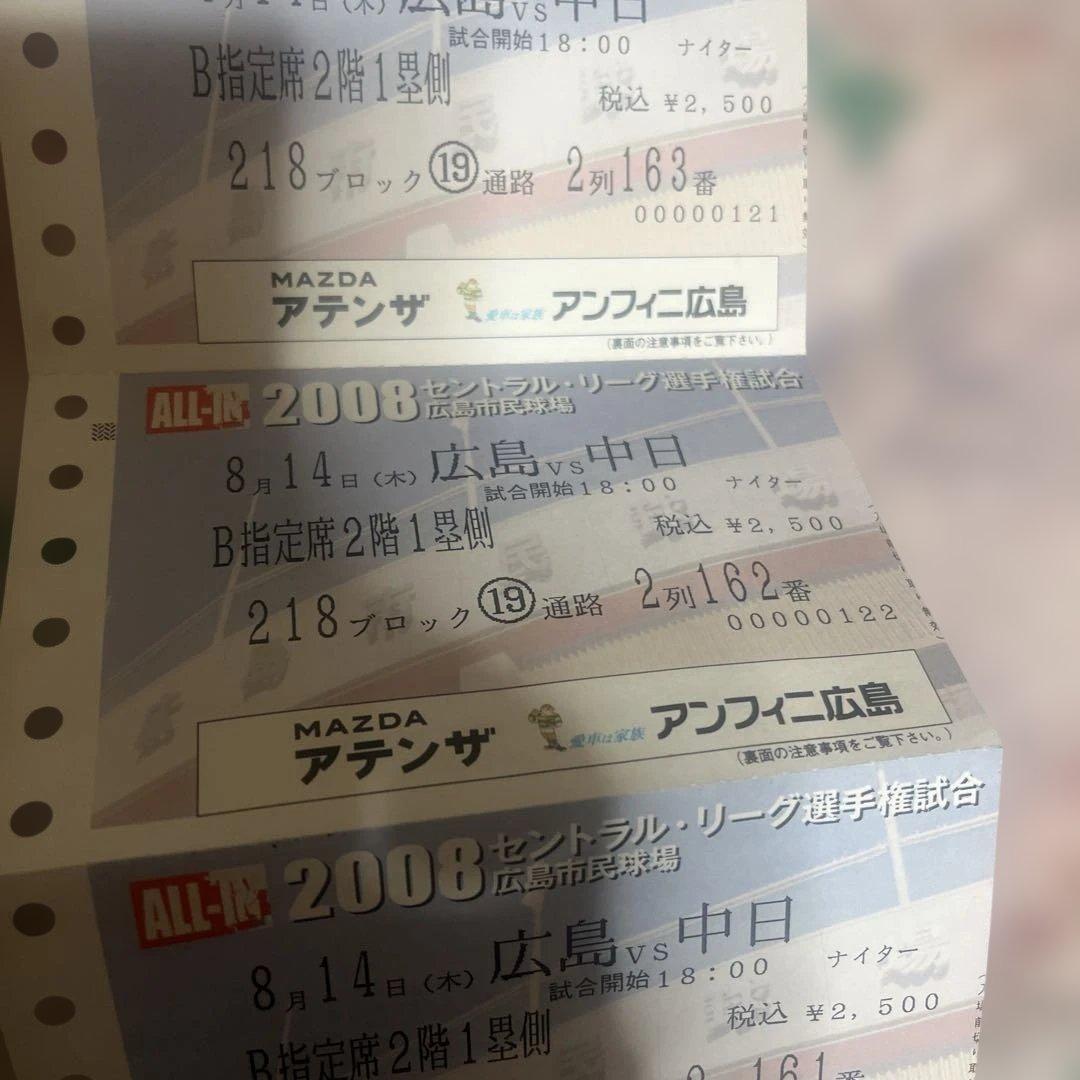 広島vs中日
試合開始18:00 ナイター
B指定席2階1塁側
税込 ¥2,500
218ブロック⑲通路 2列163番
00000121
MAZDA
アテンザ
愛車は家族 アンフィニ広島
(裏面の注意事項をご覧下さい。)
ALL-IN 2008 セントラル・リーグ選手権試合
広島市民球場
8月14日(木) 広島vs中日
試合開始18:00 ナイター
B指定席2階1塁側
税込 ¥2,500
218ブロック⑲通路 2列162番
00000122
MAZDA
アテンザ
愛車は家族 アンフィニ広島
(裏面の注意事項をご覧下さい。)
ALL-IN 2008 セントラル・リーグ選手権試合
広島市民球場
8月14日(木) 広島vs中日
試合開始18:00 ナイター
税込 ¥2,500
B指定席2階1塁側
2列161番